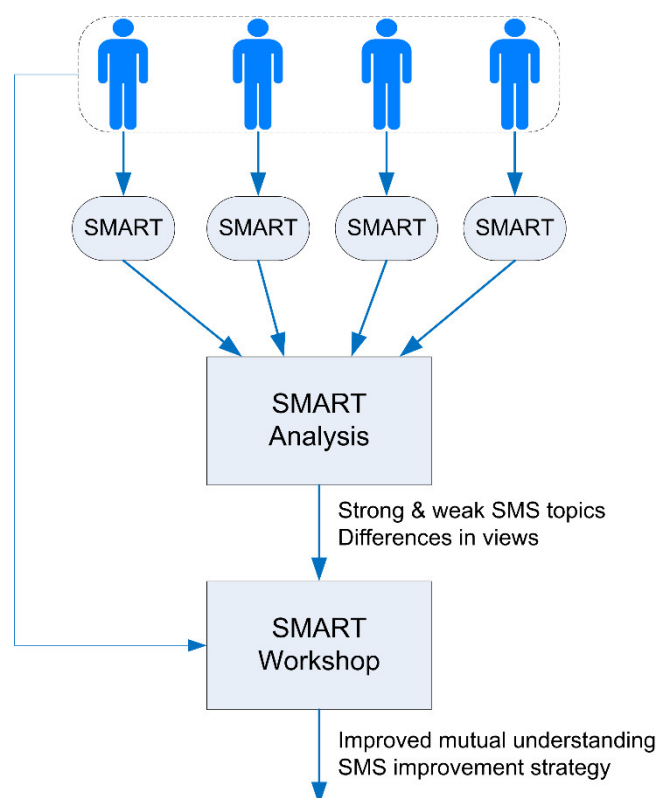 SMART
SMART
SMART
SMART
SMART
Analysis
Strong & weak SMS topics
Differences in views
SMART
Workshop
Improved mutual understanding
SMS improvement strategy